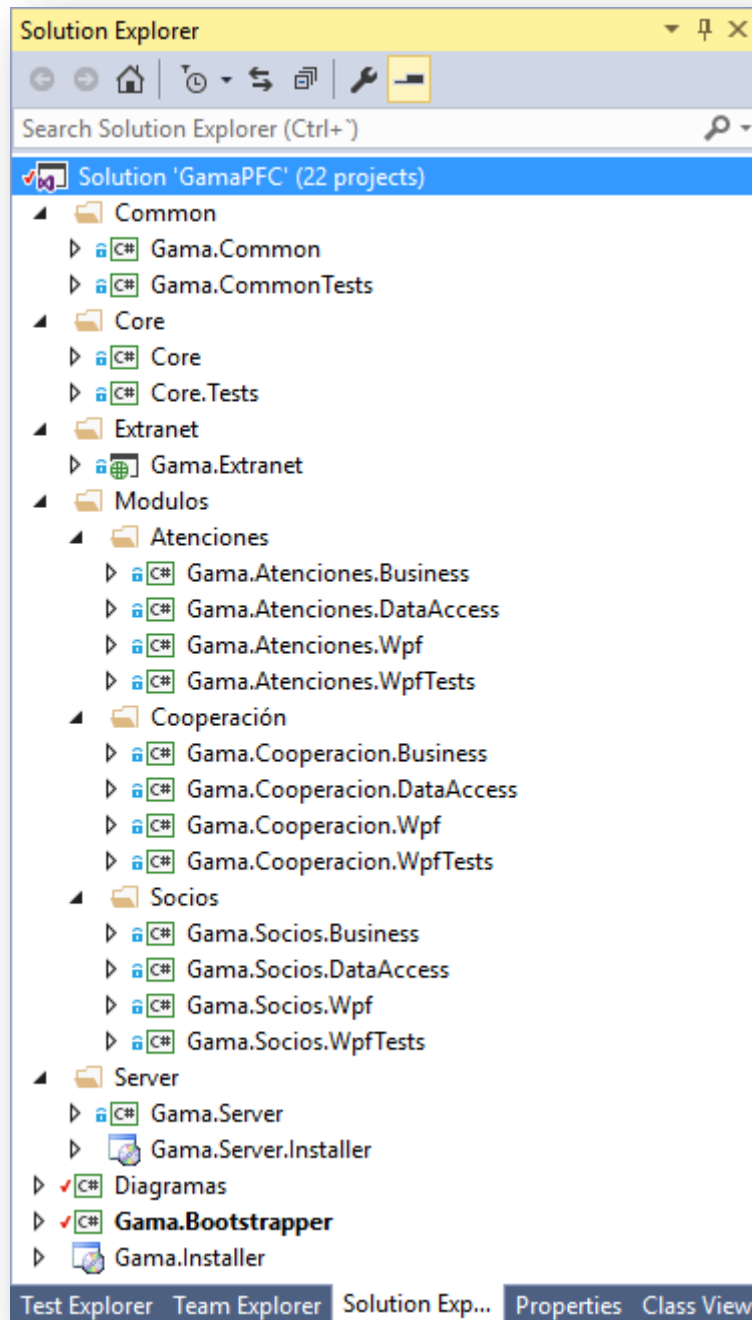 Solution Explorer
Search Solution Explorer (Ctrl+`)
Solution 'GamaPFC' (22 projects)
Common
C# Gama.Common
C# Gama.CommonTests
Core
C# Core
C# Core.Tests
Extranet
Gama.Extranet
Modulos
Atenciones
C# Gama.Atenciones.Business
C# Gama.Atenciones.DataAccess
C# Gama.Atenciones.Wpf
C# Gama.Atenciones.WpfTests
Cooperación
C# Gama.Cooperacion.Business
C# Gama.Cooperacion.DataAccess
C# Gama.Cooperacion.Wpf
C# Gama.Cooperacion.WpfTests
Socios
C# Gama.Socios.Business
C# Gama.Socios.DataAccess
C# Gama.Socios.Wpf
C# Gama.Socios.WpfTests
Server
C# Gama.Server
Gama.Server.Installer
C# Diagramas
C# Gama.Bootstrapper
Gama.Installer
Test Explorer Team Explorer Solution Exp... Properties Class View